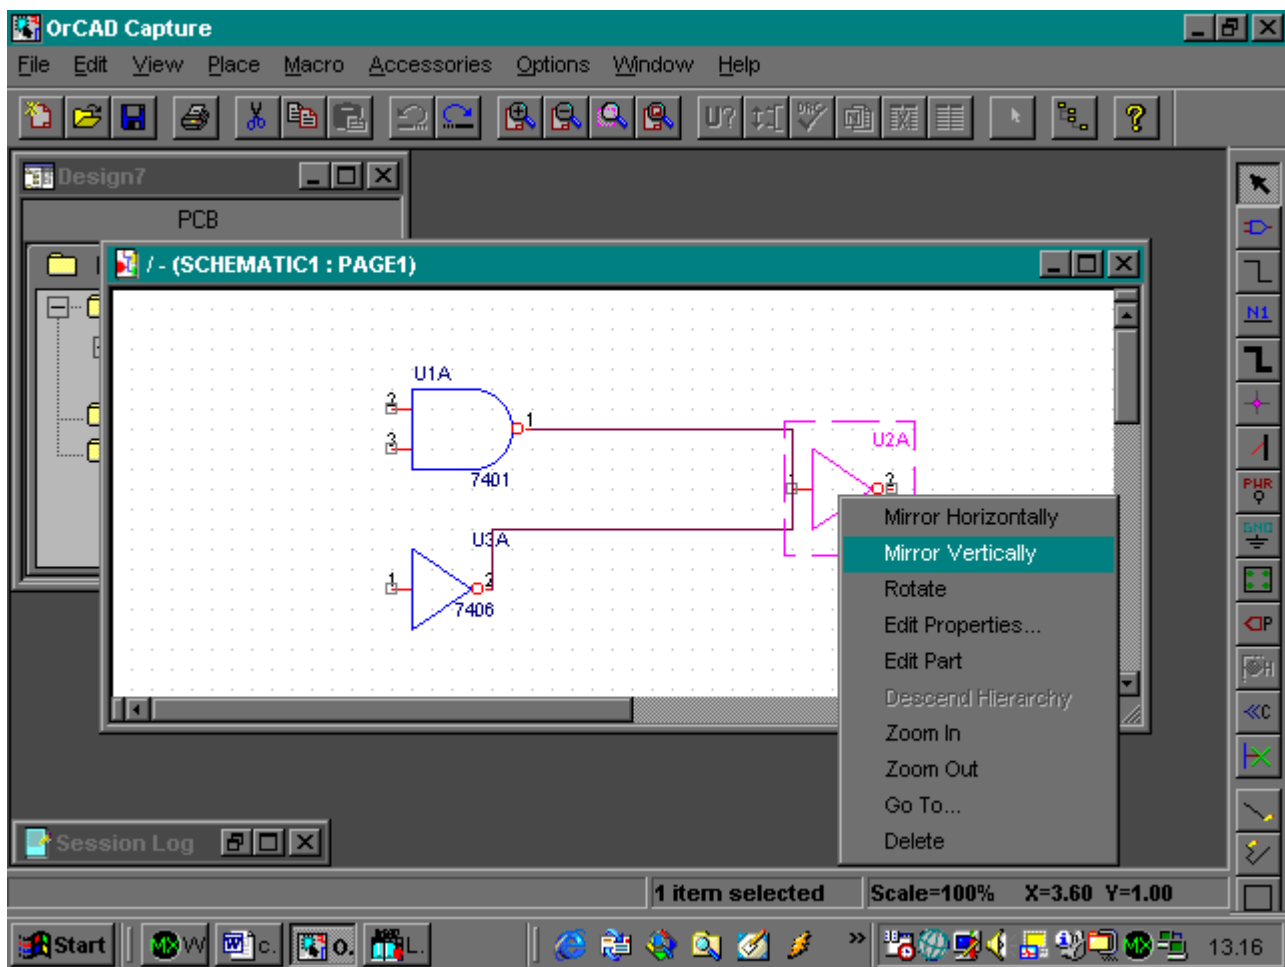 OrCAD Capture
File Edit View Place Macro Accessories Options Window Help
U?
Design7
PCB
/ - (SCHEMATIC1 : PAGE1)
N1
U1A
2
1
3
7401
U2A
1 2
PWR
GND
U3A
1 2
7406
Mirror Horizontally
Mirror Vertically
Rotate
Edit Properties...
Edit Part
Descend Hierarchy
Zoom In
Zoom Out
Go To...
Delete
P
H
C
Session Log
1 item selected Scale=100% X=3.60 Y=1.00
Start W c. o. L. » 13.16